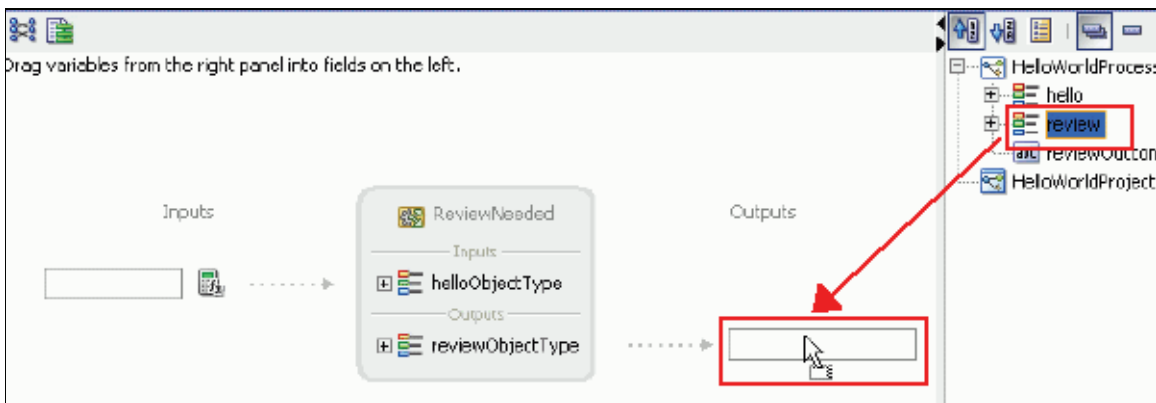 Drag variables from the right panel into fields on the left.
HelloWorldProcess
hello
review
HelloWorldProject
Inputs
ReviewNeeded
Outputs
Inputs
helloObjectType
Outputs
reviewObjectType